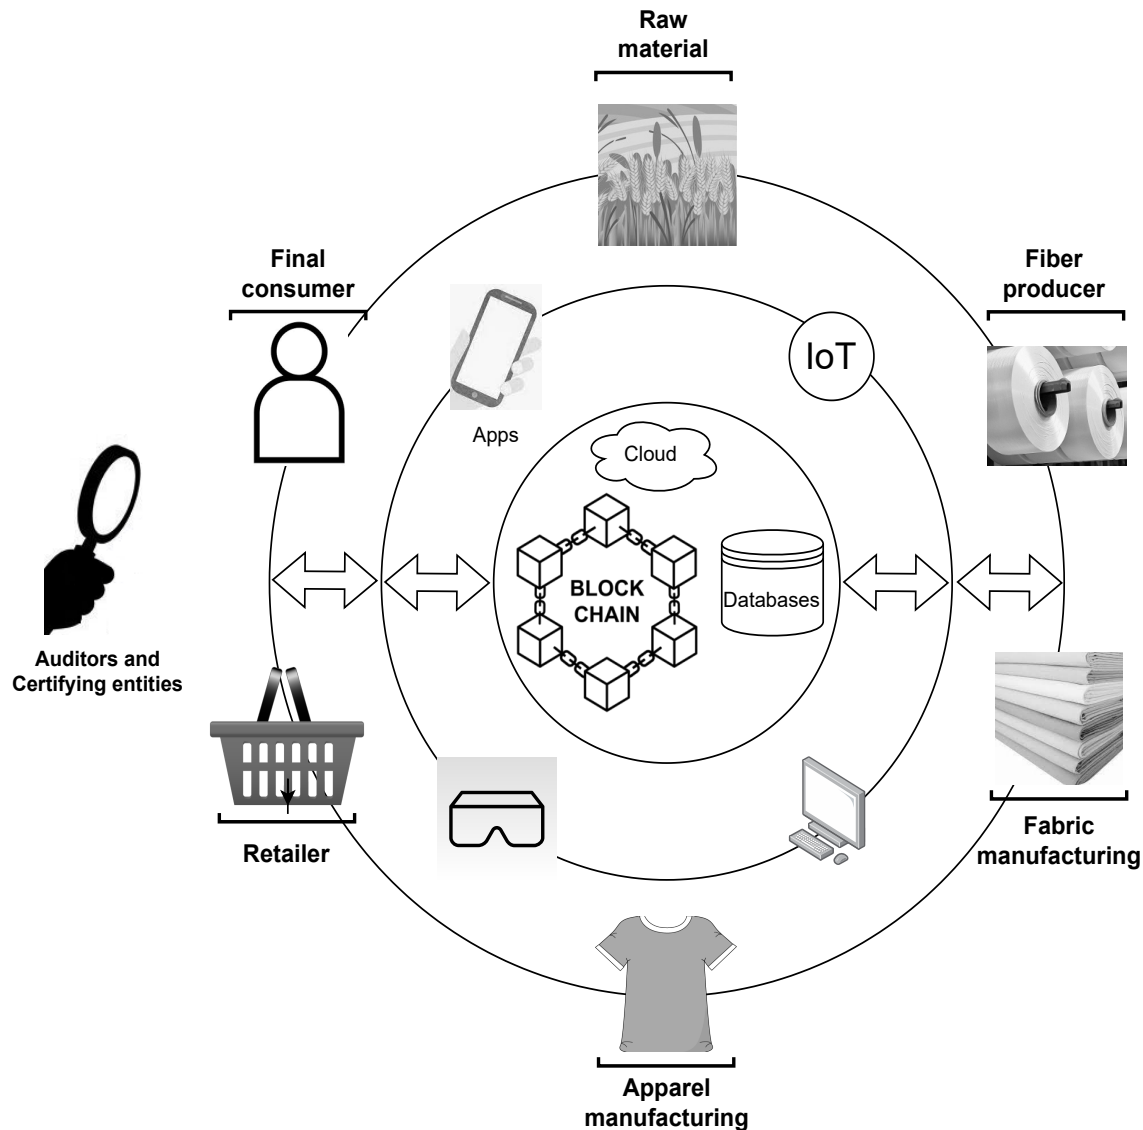 Raw
material
Final
consumer
Fiber
producer
IoT
Apps
Cloud
BLOCK
CHAIN
Databases
Auditors and
Certifying entities
Retailer
Fabric
manufacturing
Apparel
manufacturing